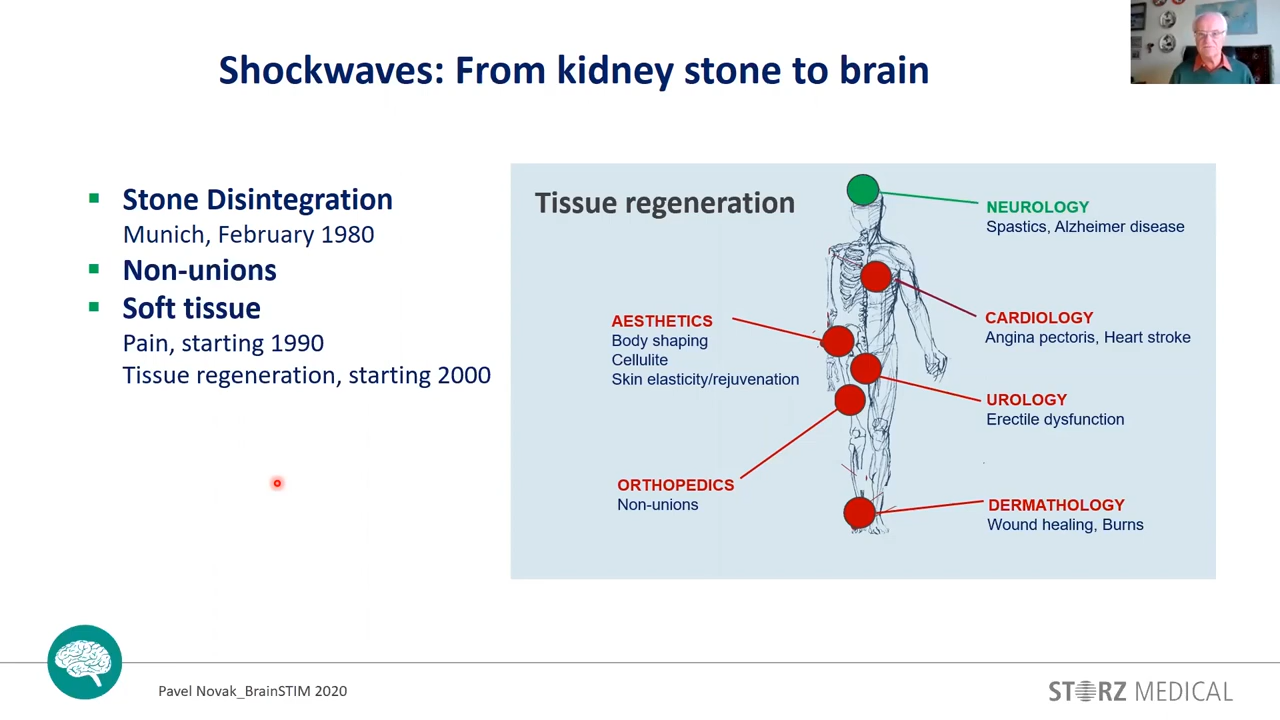 Shockwaves: From kidney stone to brain
Stone Disintegration
Munich, February 1980
Non-unions
Soft tissue
Pain, starting 1990
Tissue regeneration, starting 2000
Tissue regeneration
NEUROLOGY
Spastics, Alzheimer disease
CARDIOLOGY
Angina pectoris, Heart stroke
AESTHETICS
Body shaping
Cellulite
Skin elasticity/rejuvenation
UROLOGY
Erectile dysfunction
ORTHOPEDICS
Non-unions
DERMATHOLOGY
Wound healing, Burns
Pavel Novak_BrainSTIM 2020
STORZ MEDICAL